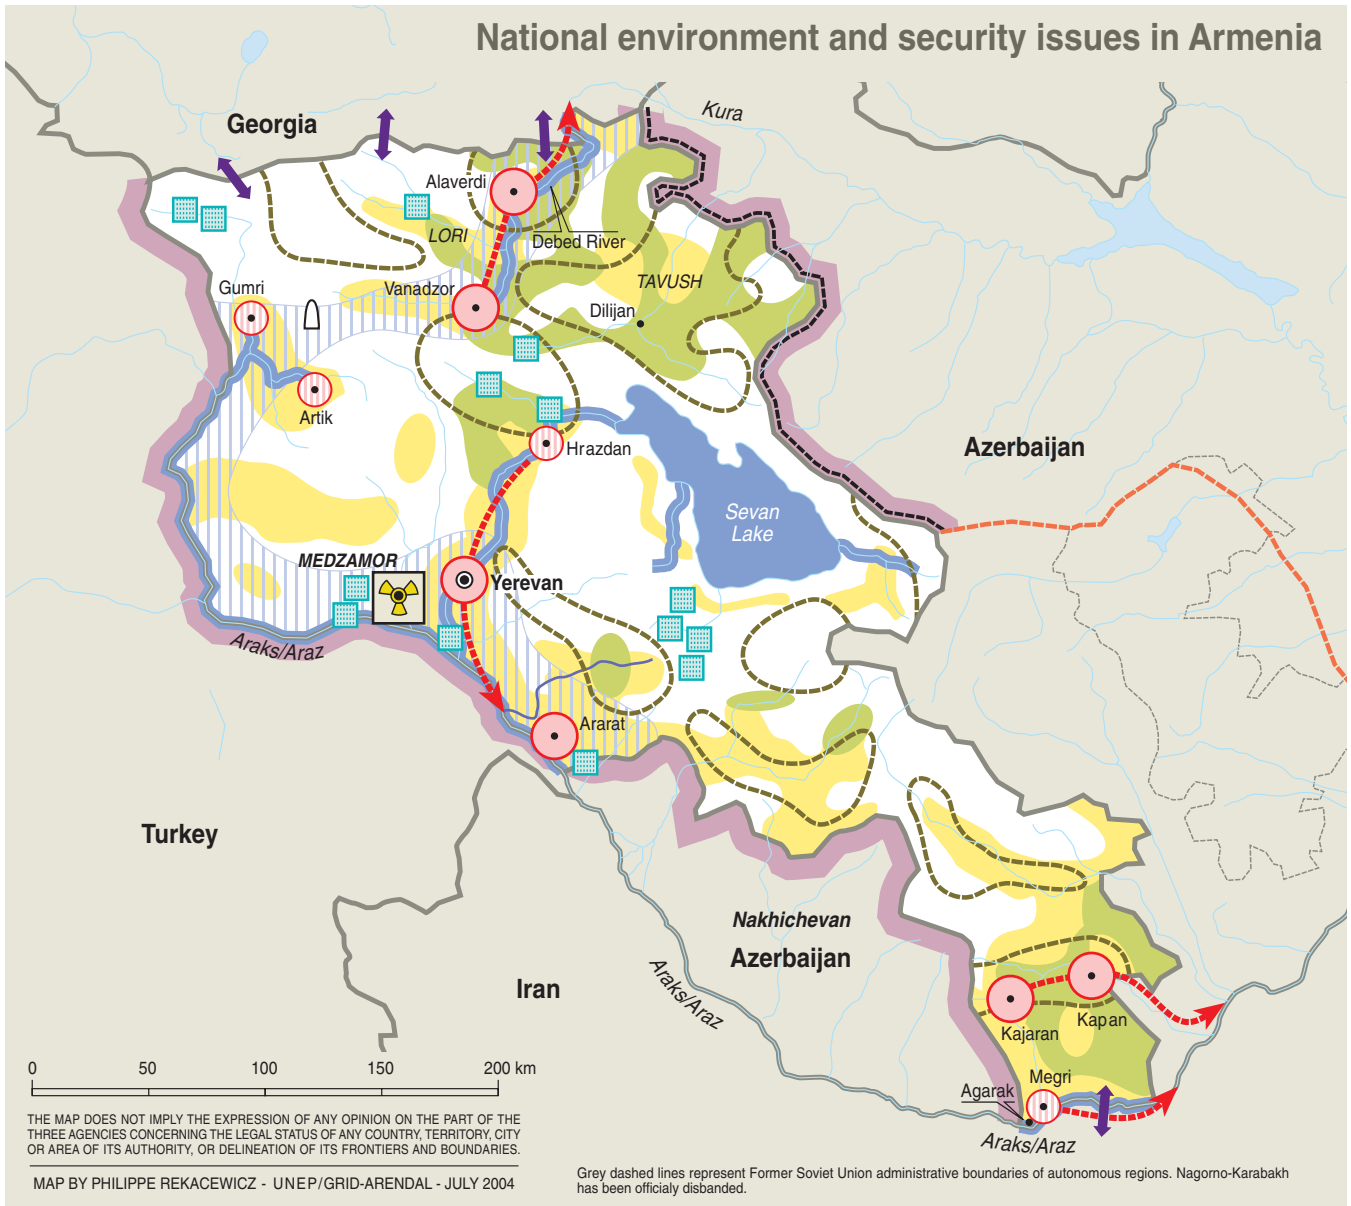 National environment and security issues in Armenia
Georgia
Kura
Alaverdi
LORI
Debed River
Gumri
Vanadzor
TAVUSH
Dilijan
Artik
Hrazdan
Azerbaijan
Sevan
Lake
MEDZAMOR
Yerevan
Araks/Araz
Ararat
Turkey
Nakhichevan
Azerbaijan
Iran
Araks/Araz
Kajaran
Kapan
Megri
Agarak
Araks/Araz
0 50 100 150 200 km
THE MAP DOES NOT IMPLY THE EXPRESSION OF ANY OPINION ON THE PART OF THE
THREE AGENCIES CONCERNING THE LEGAL STATUS OF ANY COUNTRY, TERRITORY, CITY
OR AREA OF ITS AUTHORITY, OR DELINEATION OF ITS FRONTIERS AND BOUNDARIES.
MAP BY PHILIPPE REKACEWICZ - UNEP/GRID-ARENDAL - JULY 2004
Grey dashed lines represent Former Soviet Union administrative boundaries of autonomous regions. Nagorno-Karabakh
has been officialy disbanded.